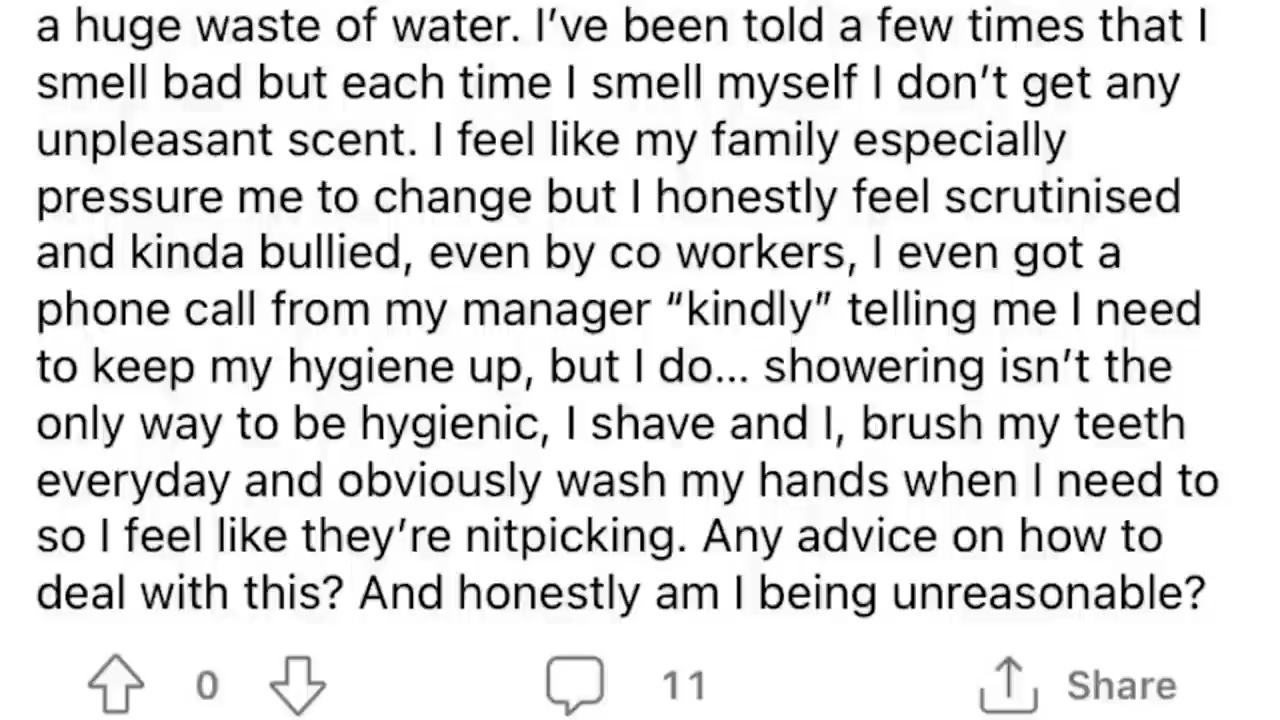 a huge waste of water. I’ve been told a few times that I
smell bad but each time I smell myself I don’t get any
unpleasant scent. I feel like my family especially
pressure me to change but I honestly feel scrutinised
and kinda bullied, even by co workers, I even got a
phone call from my manager “kindly” telling me I need
to keep my hygiene up, but I do... showering isn’t the
only way to be hygienic, I shave and I, brush my teeth
everyday and obviously wash my hands when I need to
so I feel like they’re nitpicking. Any advice on how to
deal with this? And honestly am I being unreasonable?
0 11 Share